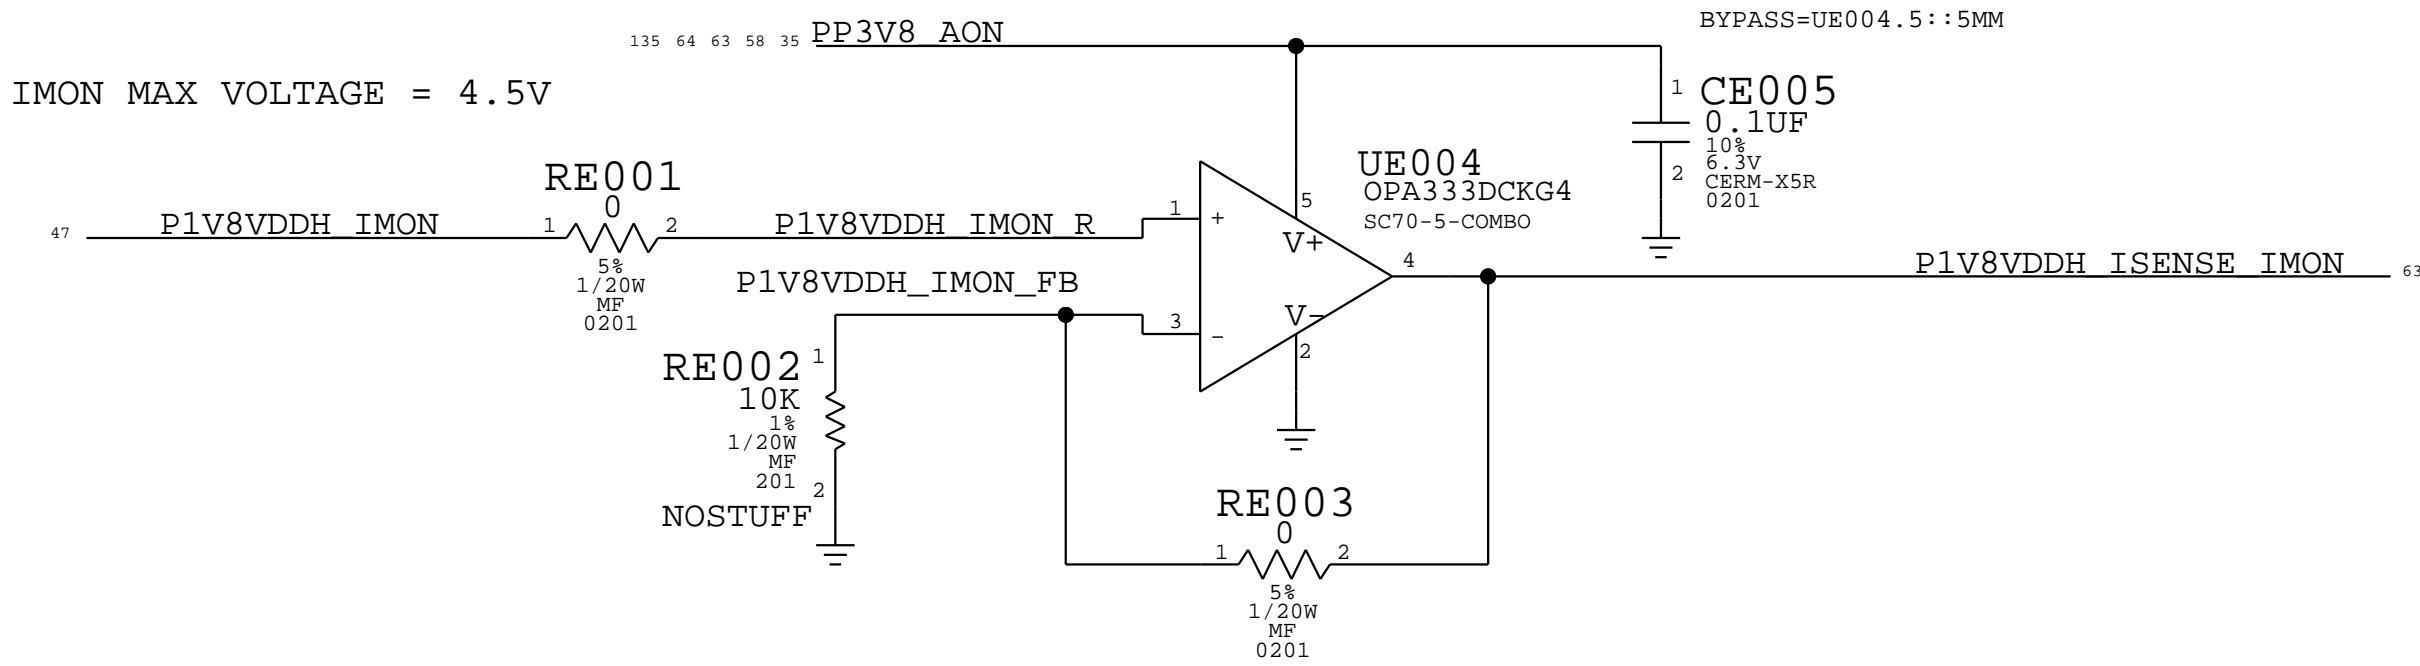 BYPASS=UE004.5::5MM
135 64 63 58 35 PP3V8_AON
IMON MAX VOLTAGE = 4.5V
1 CE005
0.1UF
10%
6.3V
2 CERM-X5R
0201
RE001
0
47 P1V8VDDH_IMON 1 2 P1V8VDDH_IMON_R
5%
1/20W
MF
0201
UE004
OPA333DCKG4
SC70-5-COMBO
1 + 5
V+
4 P1V8VDDH_ISENSE_IMON 63
P1V8VDDH_IMON_FB
3 -
V-
2
RE002 1
10K
1%
1/20W
MF
201 2
NOSTUFF
RE003
0
1 2
5%
1/20W
MF
0201